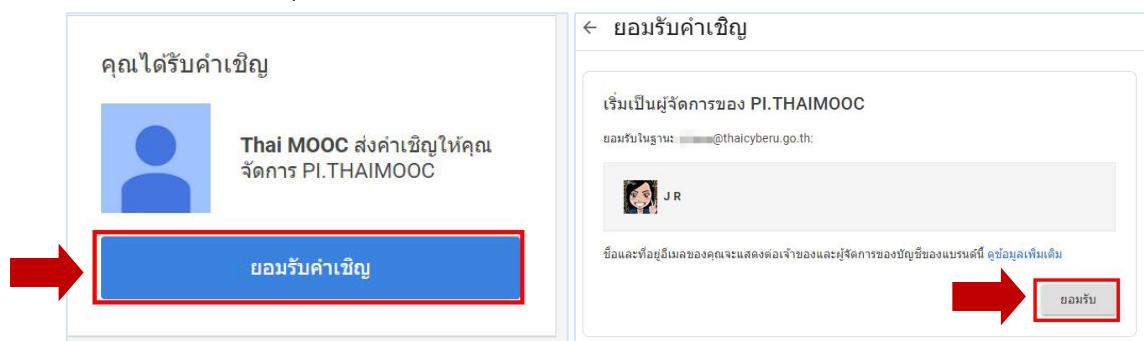 คุณได้รับคำเชิญ
Thai MOOC ส่งคำเชิญให้คุณ
จัดการ PI.THAIMOOC
ยอมรับคำเชิญ
← ยอมรับคำเชิญ
เริ่มเป็นผู้จัดการของ PI.THAIMOOC
ยอมรับในฐานะ @thaicyberu.go.th:
J R
ชื่อและที่อยู่อีเมลของคุณจะแสดงต่อเจ้าของและผู้จัดการของบัญชีของแบรนด์นี้ ดูข้อมูลเพิ่มเติม
ยอมรับ